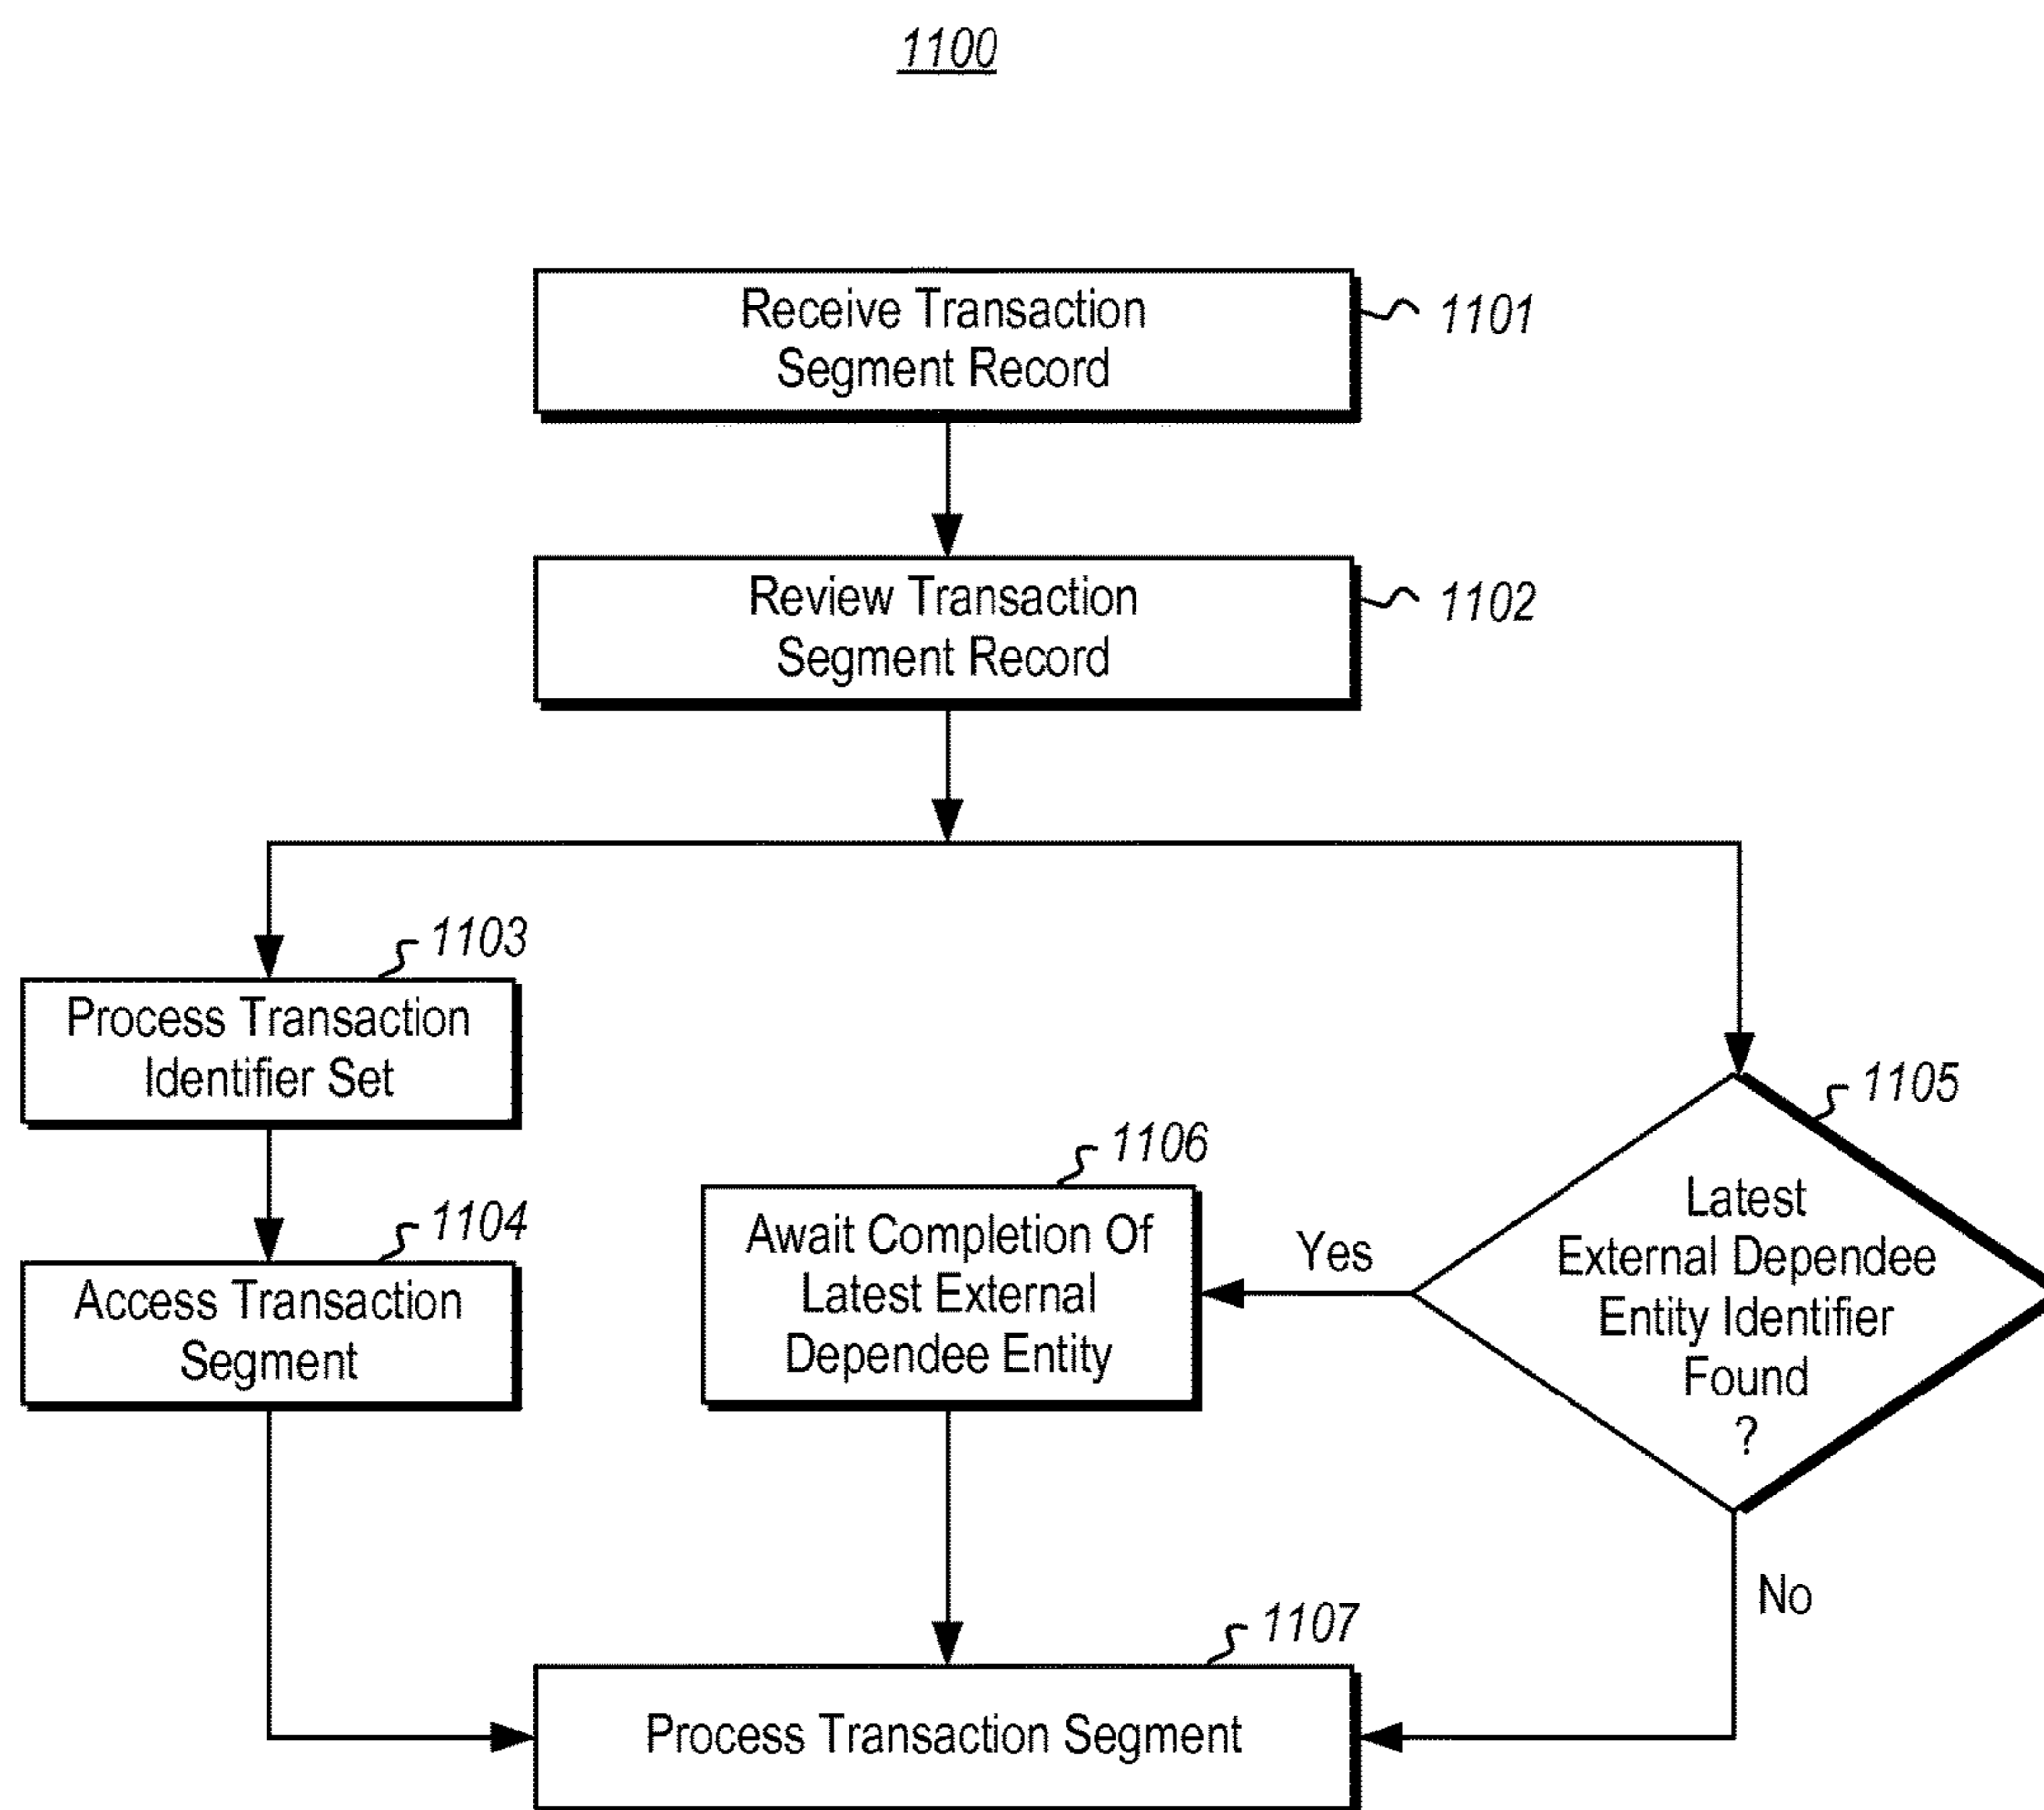 1100
Receive Transaction
Segment Record
1101
Review Transaction
Segment Record
1102
1103
Process Transaction
Identifier Set
1104
Access Transaction
Segment
1105
Latest
External Dependee
Entity Identifier
Found
?
Yes
1106
Await Completion Of
Latest External
Dependee Entity
No
1107
Process Transaction Segment